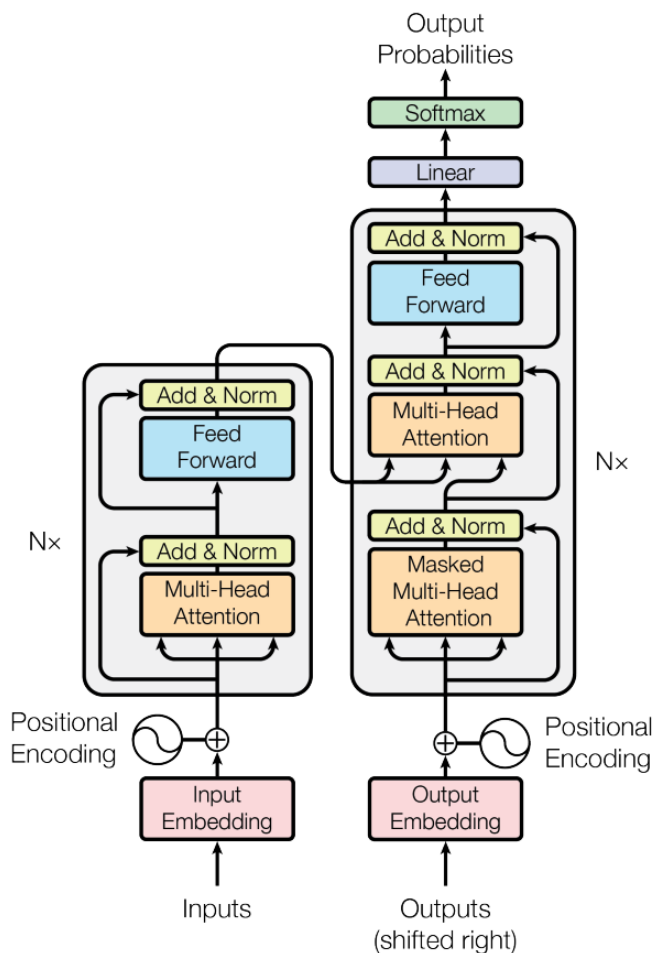 Output
Probabilities
Softmax
Linear
Add & Norm
Feed
Forward
Add & Norm
Multi-Head
Attention
Add & Norm
Masked
Multi-Head
Attention
N×
Add & Norm
Feed
Forward
N×
Add & Norm
Multi-Head
Attention
Positional
Encoding
Positional
Encoding
Input
Embedding
Output
Embedding
Inputs
Outputs
(shifted right)